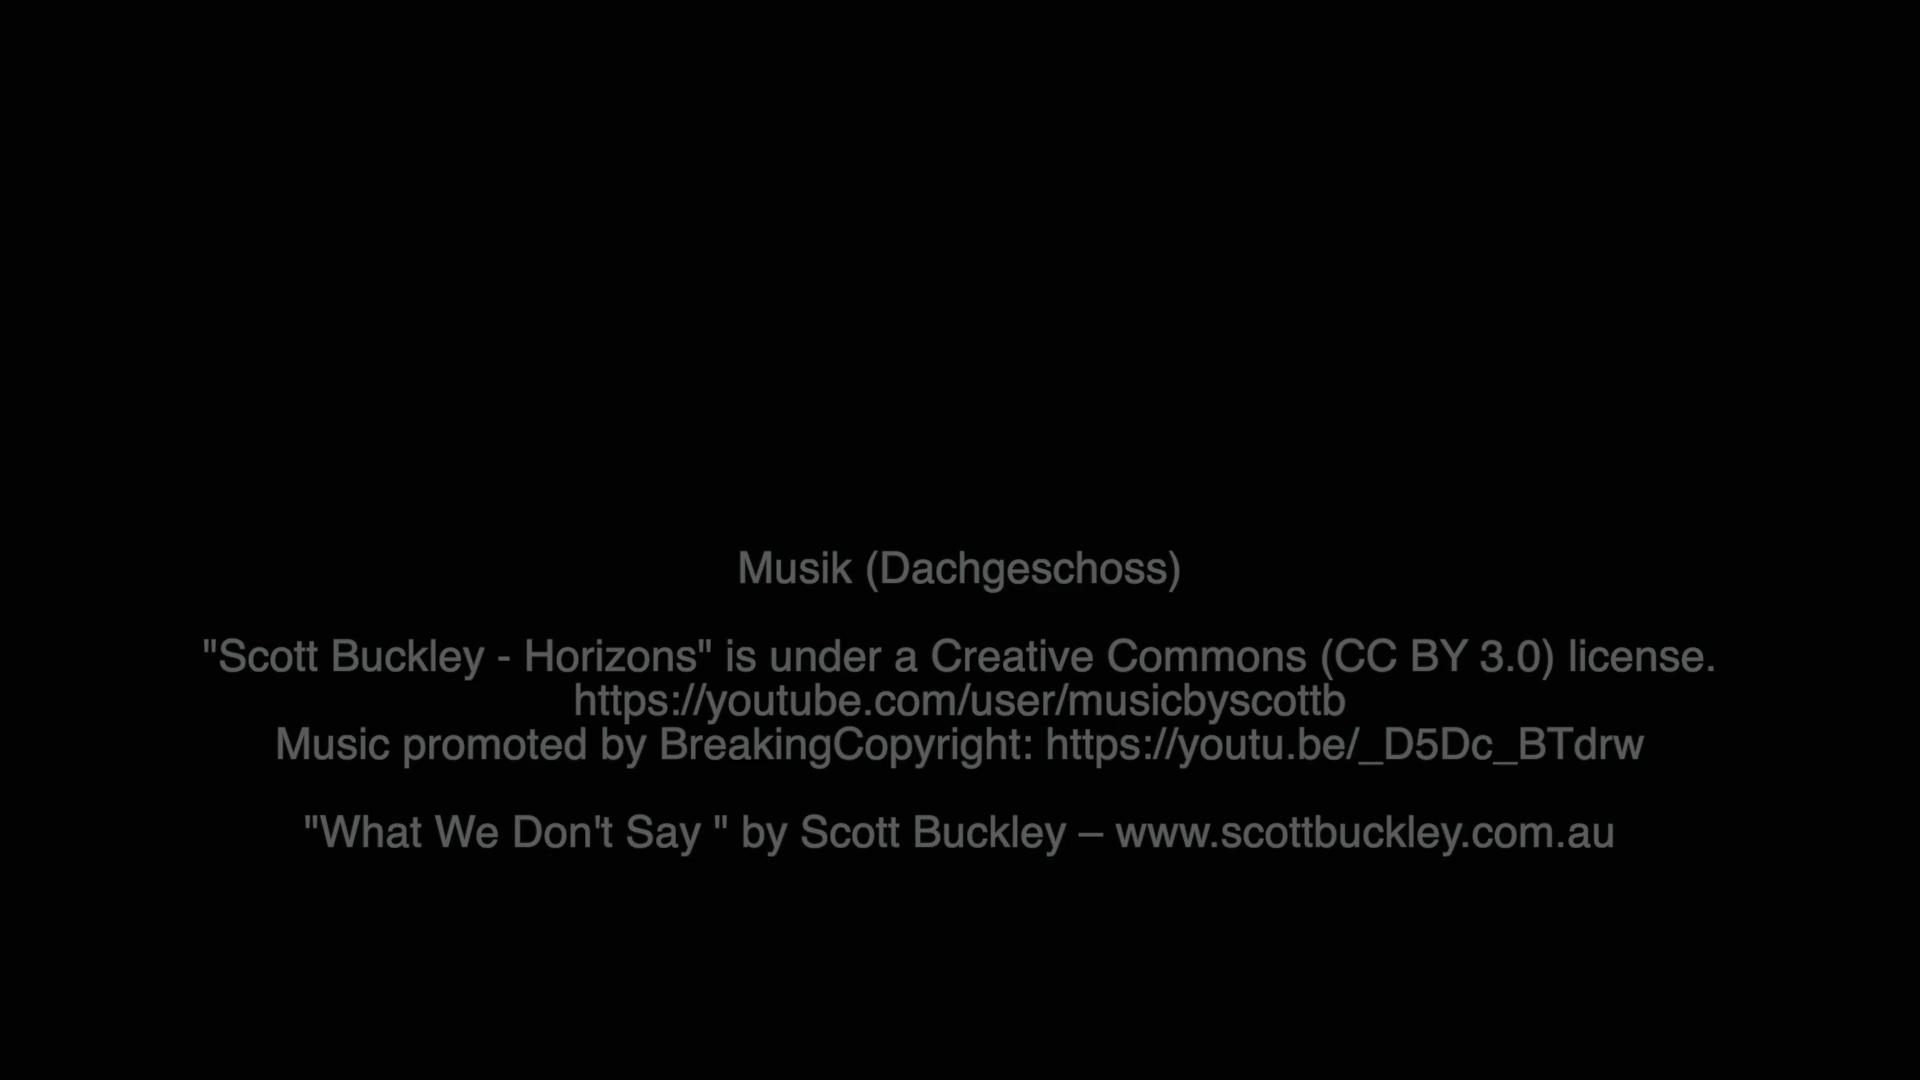 Musik (Dachgeschoss)
"Scott Buckley - Horizons" is under a Creative Commons (CC BY 3.0) license.
https://youtube.com/user/musicbyscottb
Music promoted by BreakingCopyright: https://youtu.be/_D5Dc_BTdrw
"What We Don't Say " by Scott Buckley – www.scottbuckley.com.au